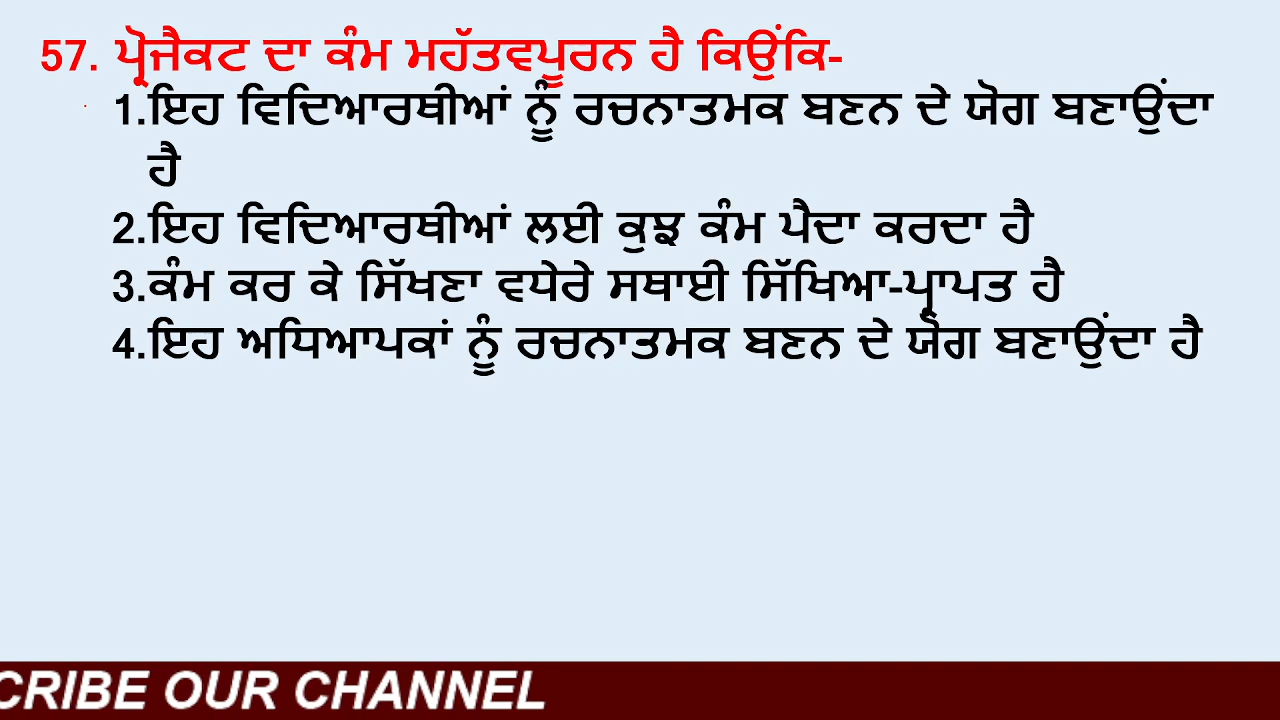 57. ਪ੍ਰੋਜੈਕਟ ਦਾ ਕੰਮ ਮਹੱਤਵਪੂਰਨ ਹੈ ਕਿਉਂਕਿ-
1.ਇਹ ਵਿਦਿਆਰਥੀਆਂ ਨੂੰ ਰਚਨਾਤਮਕ ਬਣਨ ਦੇ ਯੋਗ ਬਣਾਉਂਦਾ
ਹੈ
2.ਇਹ ਵਿਦਿਆਰਥੀਆਂ ਲਈ ਕੁਝ ਕੰਮ ਪੈਦਾ ਕਰਦਾ ਹੈ
3.ਕੰਮ ਕਰ ਕੇ ਸਿੱਖਣਾ ਵਧੇਰੇ ਸਥਾਈ ਸਿੱਖਿਆ-ਪ੍ਰਾਪਤ ਹੈ
4.ਇਹ ਅਧਿਆਪਕਾਂ ਨੂੰ ਰਚਨਾਤਮਕ ਬਣਨ ਦੇ ਯੋਗ ਬਣਾਉਂਦਾ ਹੈ
CRIBE OUR CHANNEL